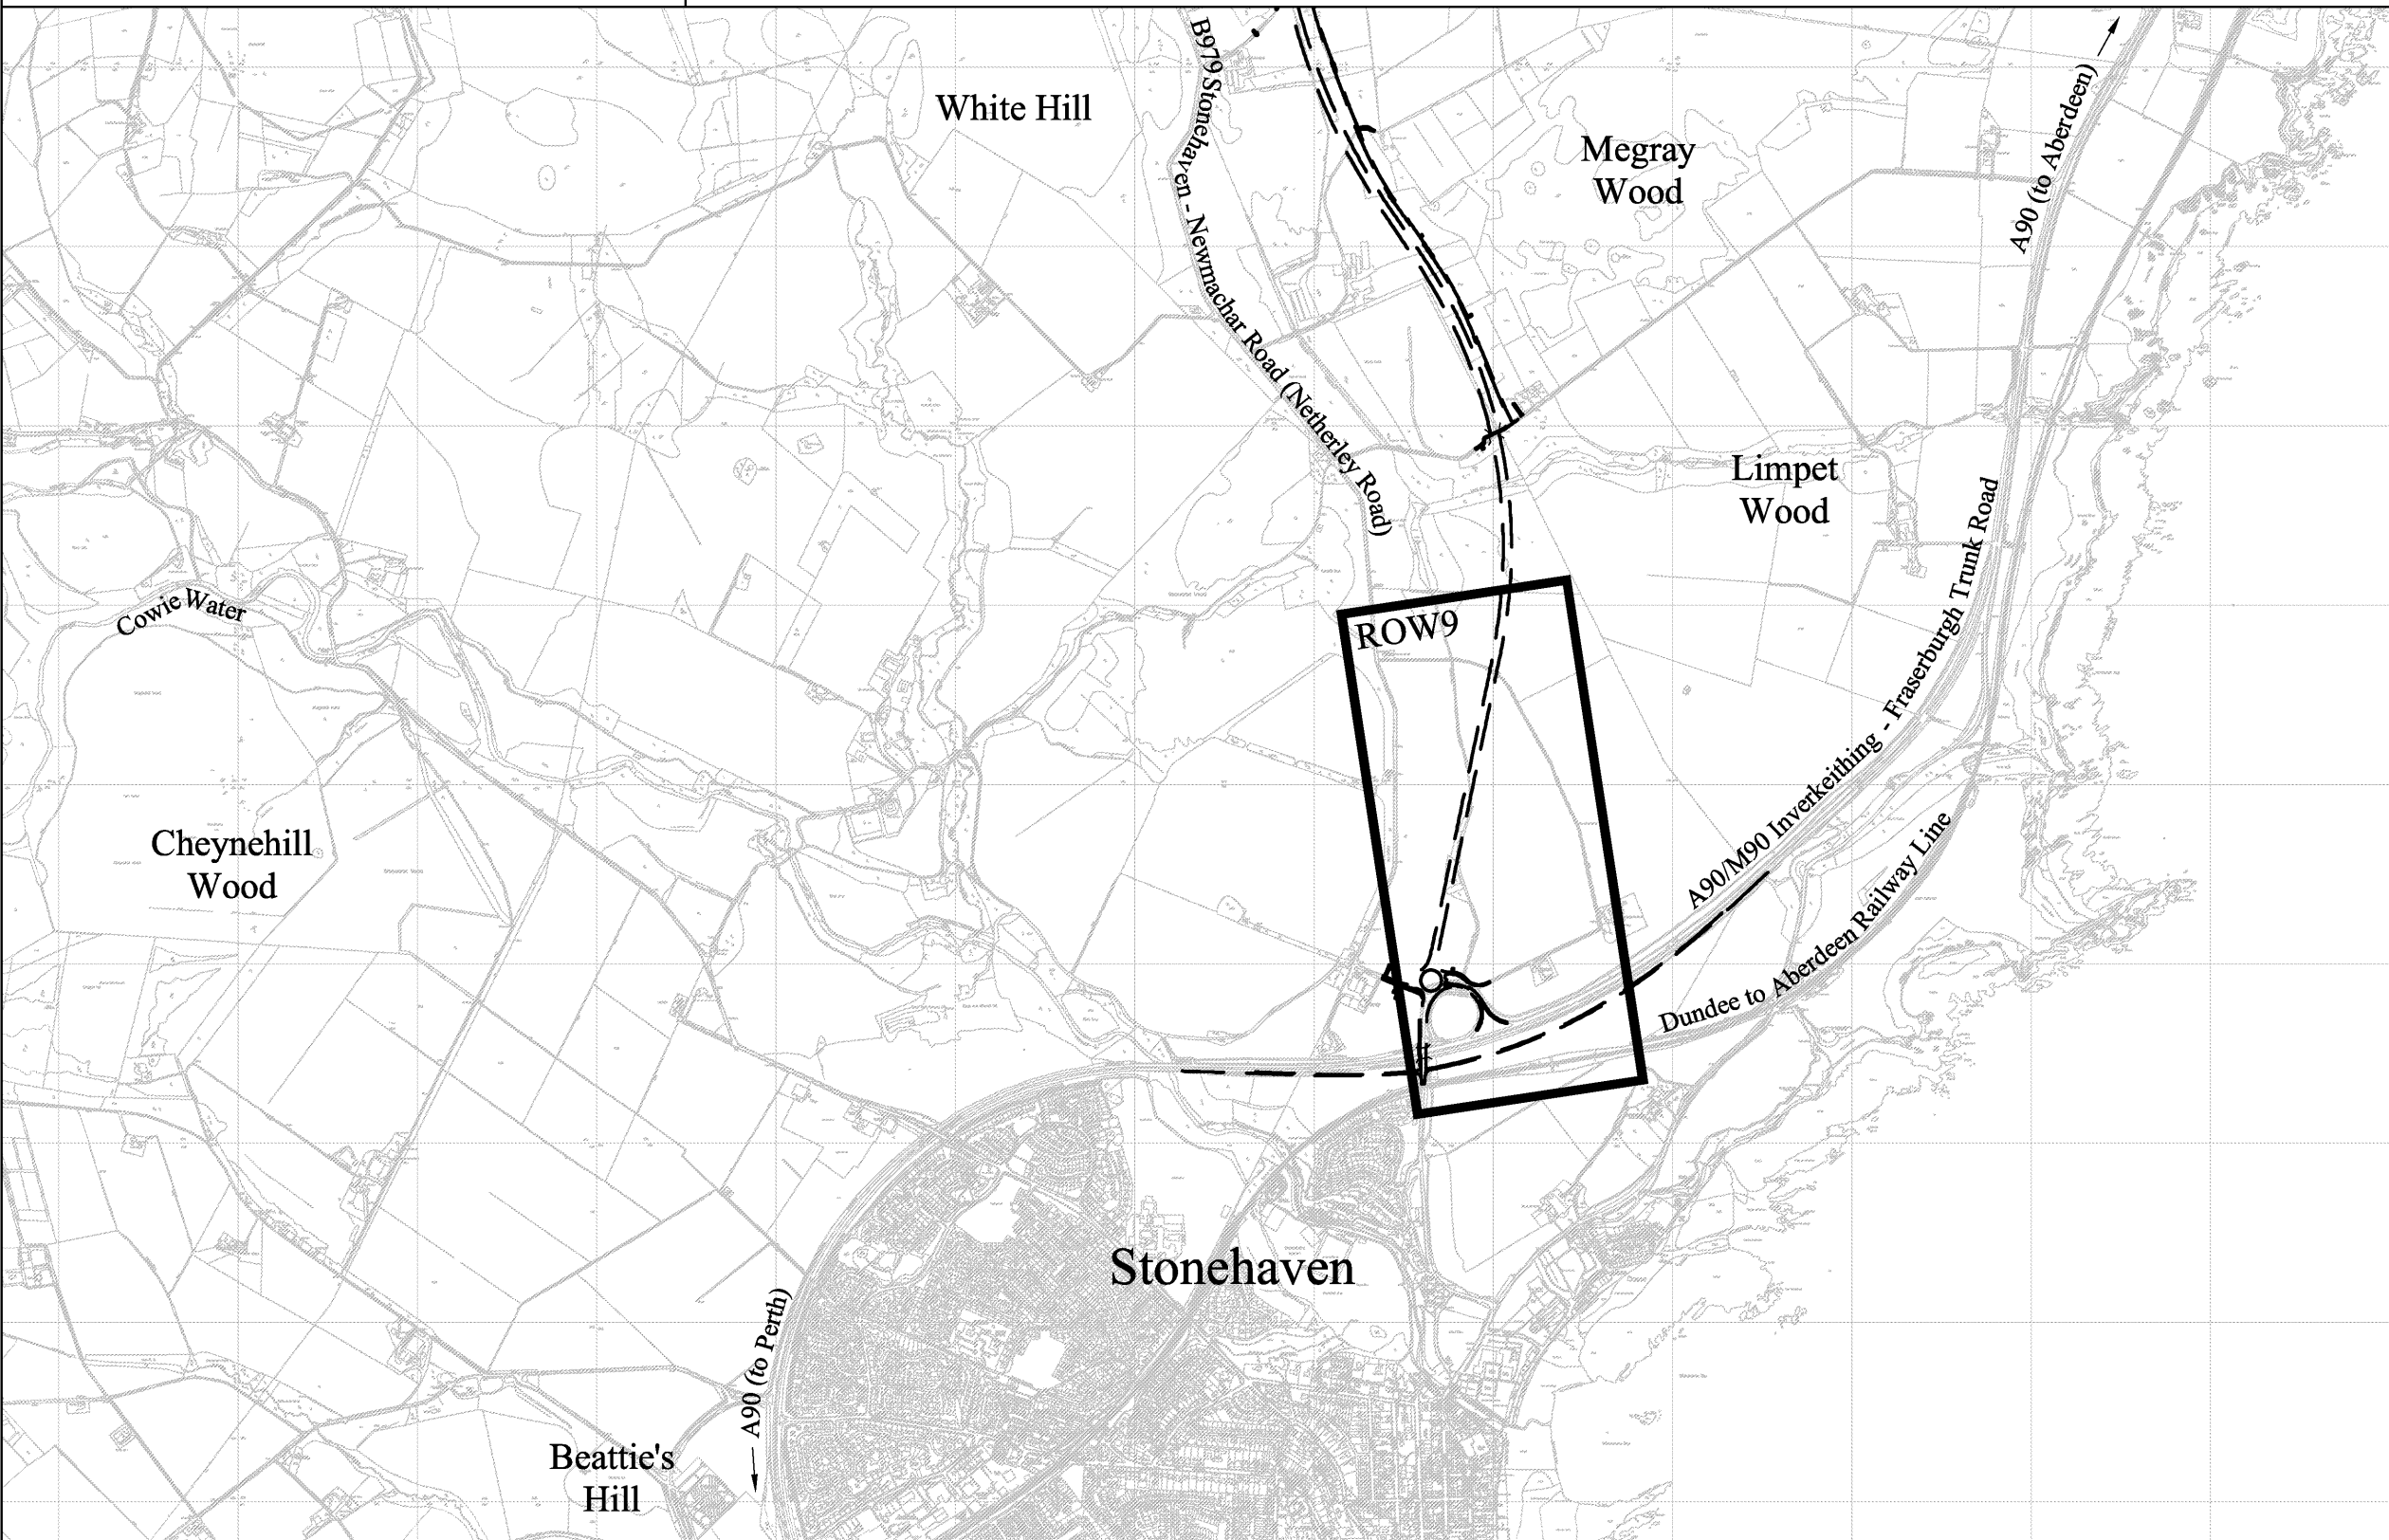 B979 Stonehaven - Newmachar Road (Netherley Road)
White Hill
A90 (to Aberdeen)
Megray
Wood
Limpet
Wood
Cowie Water
ROW9
A90/M90 Inverkeithing - Fraserburgh Trunk Road
Cheynehill
Wood
Dundee to Aberdeen Railway Line
Stonehaven
A90 (to Perth)
Beattie's
Hill